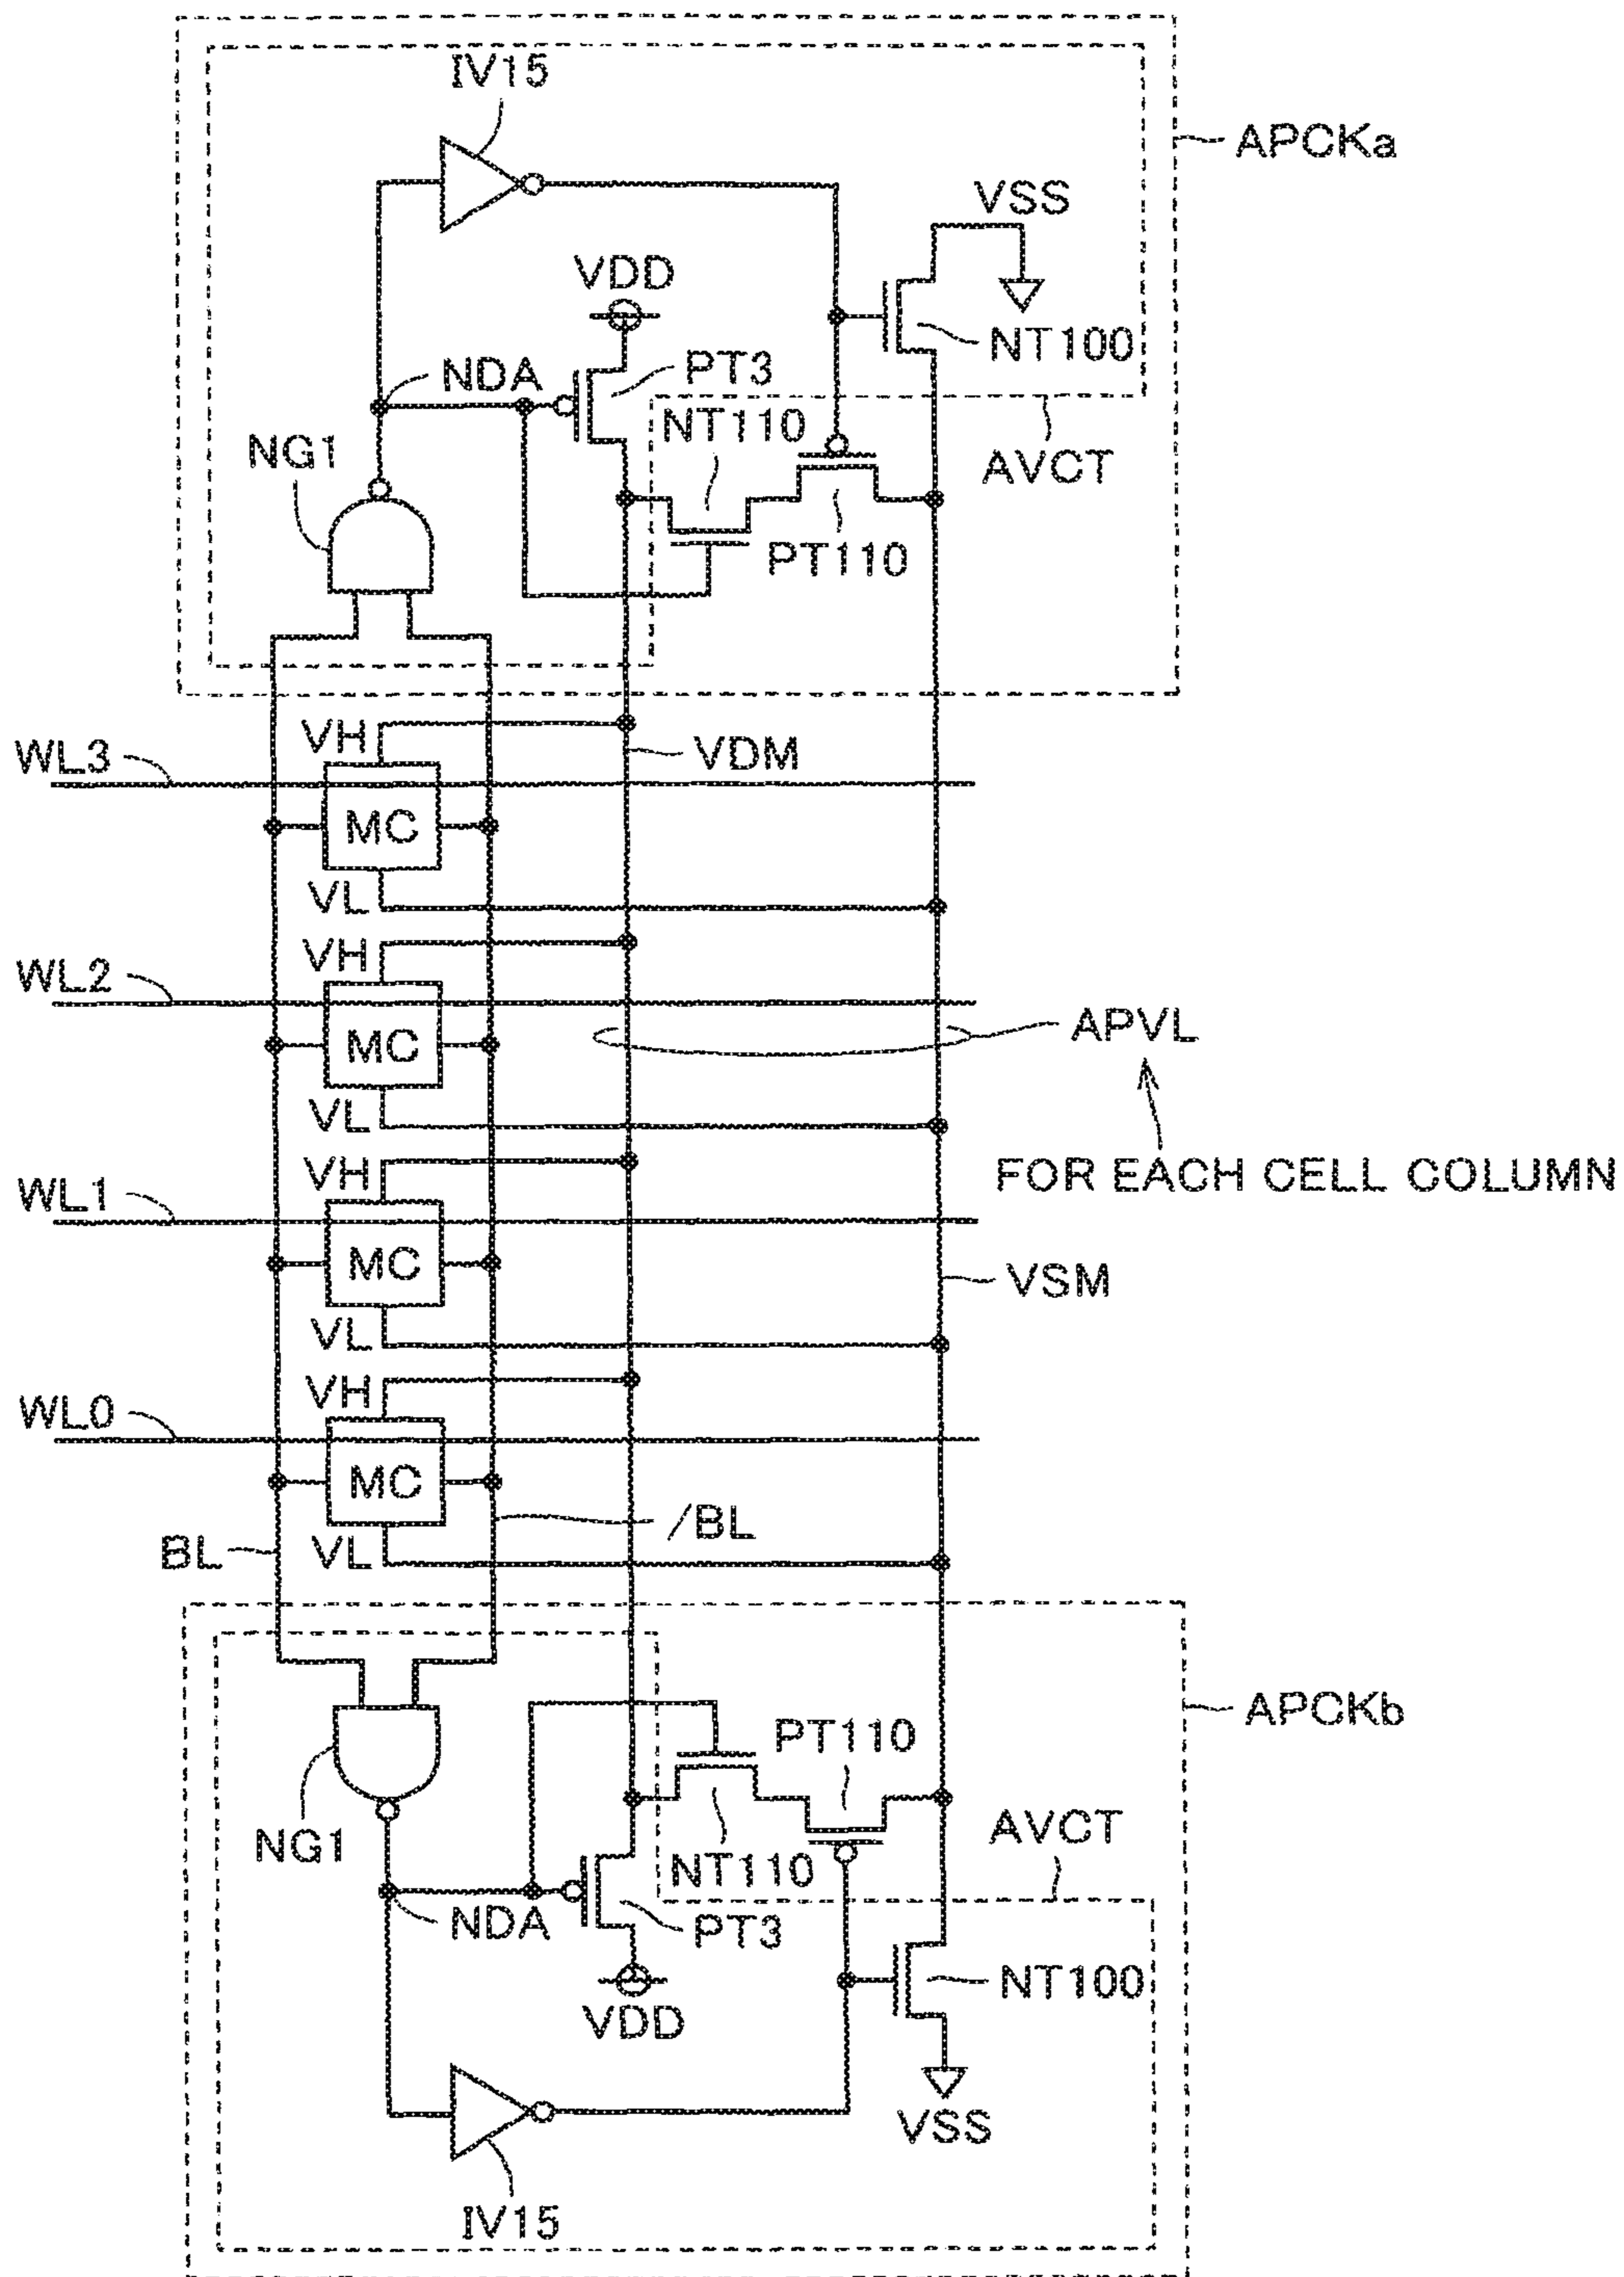 IV15
APCKa
VSS
VDD
NT100
PT3
NDA
NT110
NG1
AVCT
PT110
VH
WL3
VDM
MC
VL
VH
WL2
MC
APVL
VL
VH
FOR EACH CELL COLUMN
WL1
MC
VSM
VL
VH
WL0
MC
/BL
BL
VL
APCKb
PT110
AVCT
NG1
NT110
NDA
PT3
NT100
VDD
VSS
IV15